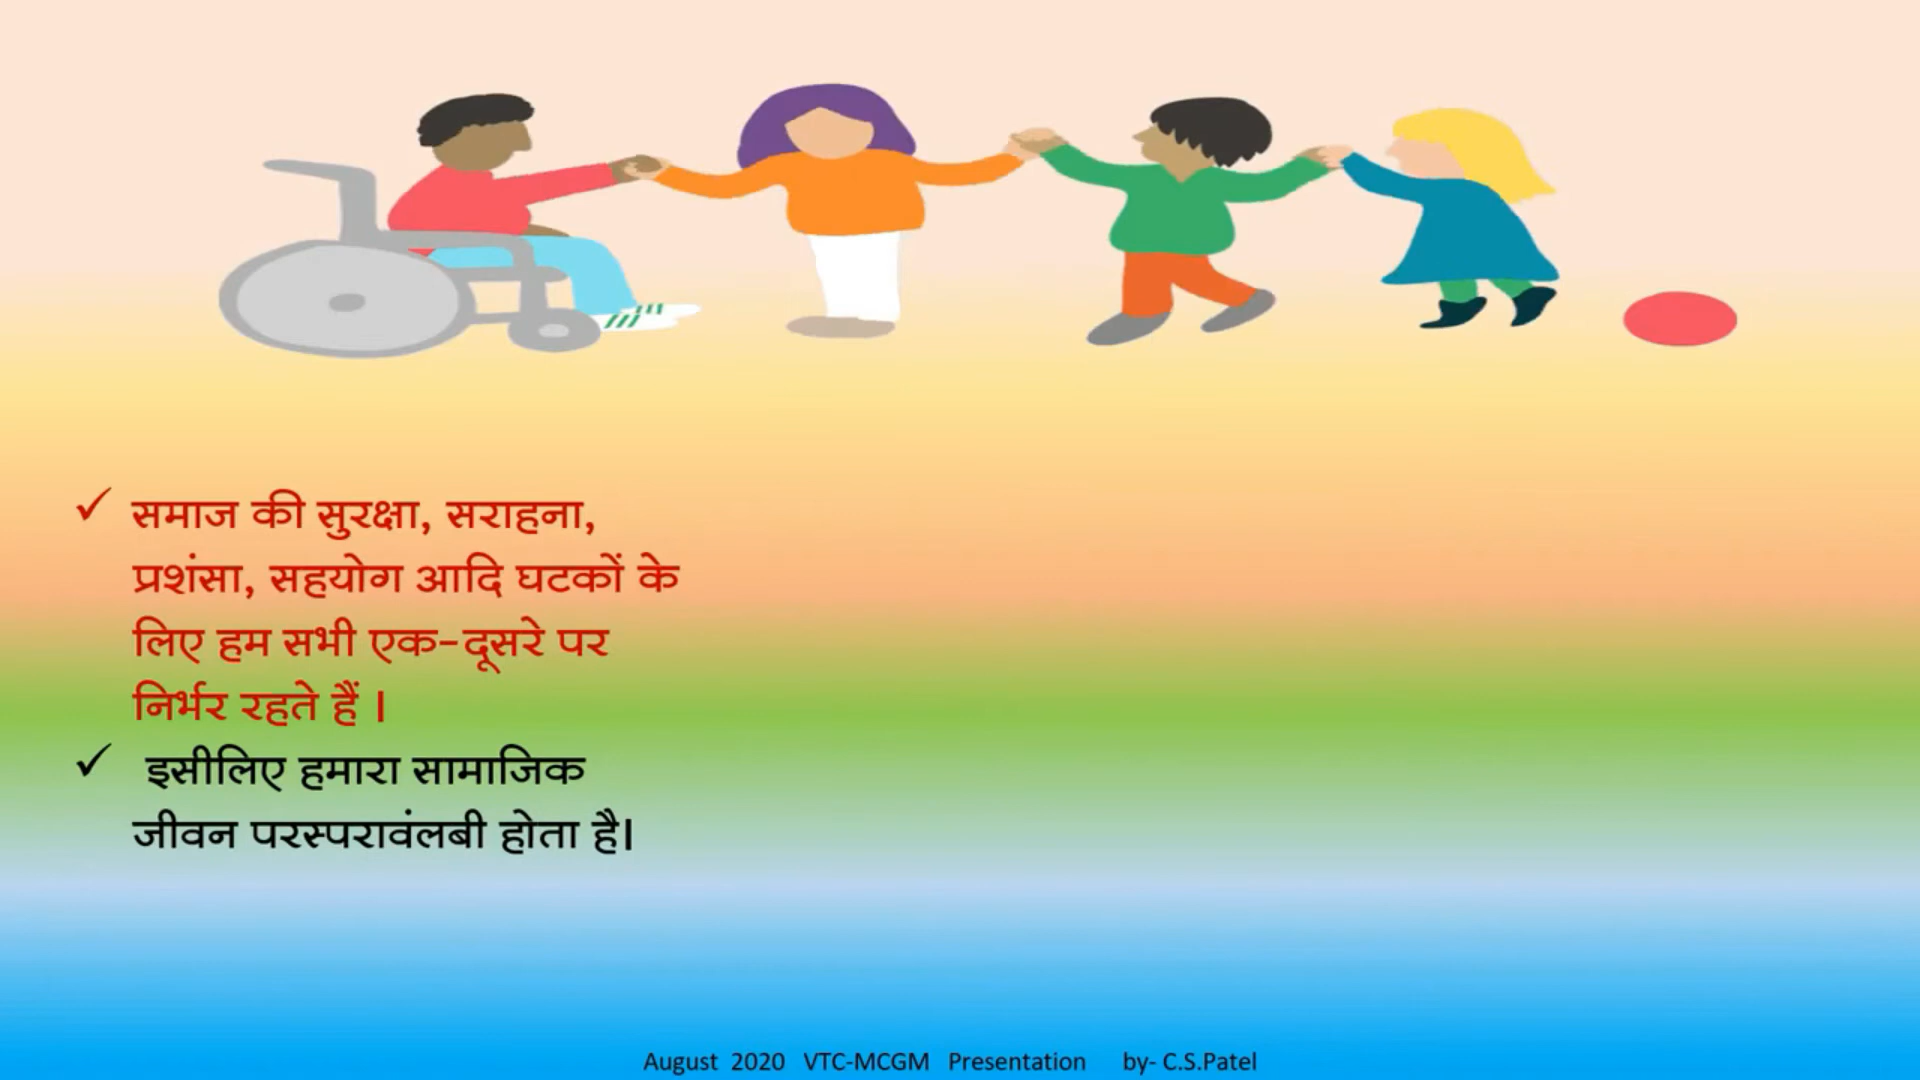 ✓ समाज की सुरक्षा, सराहना,
प्रशंसा, सहयोग आदि घटकों के
लिए हम सभी एक-दूसरे पर
निर्भर रहते हैं ।
✓ इसीलिए हमारा सामाजिक
जीवन परस्परावंलबी होता है।
August 2020 VTC-MCGM Presentation by- C.S.Patel